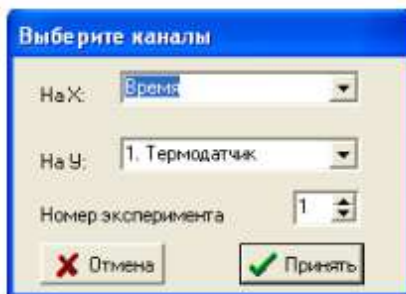 Выберите каналы
На X: Время
На У: 1. Термодатчик
Номер эксперимента 1
Отмена Принять